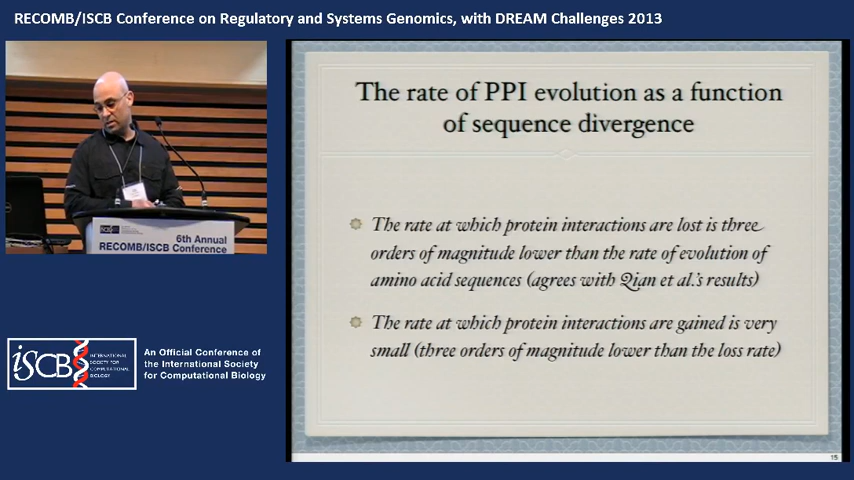 RECOMB/ISCB Conference on Regulatory and Systems Genomics, with DREAM Challenges 2013
6th Annual
RECOMB/ISCB Conference
iSCB
INTERNATIONAL
SOCIETY FOR
COMPUTATIONAL
BIOLOGY
An Official Conference of
the International Society
for Computational Biology
The rate of PPI evolution as a function
of sequence divergence
The rate at which protein interactions are lost is three
orders of magnitude lower than the rate of evolution of
amino acid sequences (agrees with Qian et al.'s results)
The rate at which protein interactions are gained is very
small (three orders of magnitude lower than the loss rate)
15